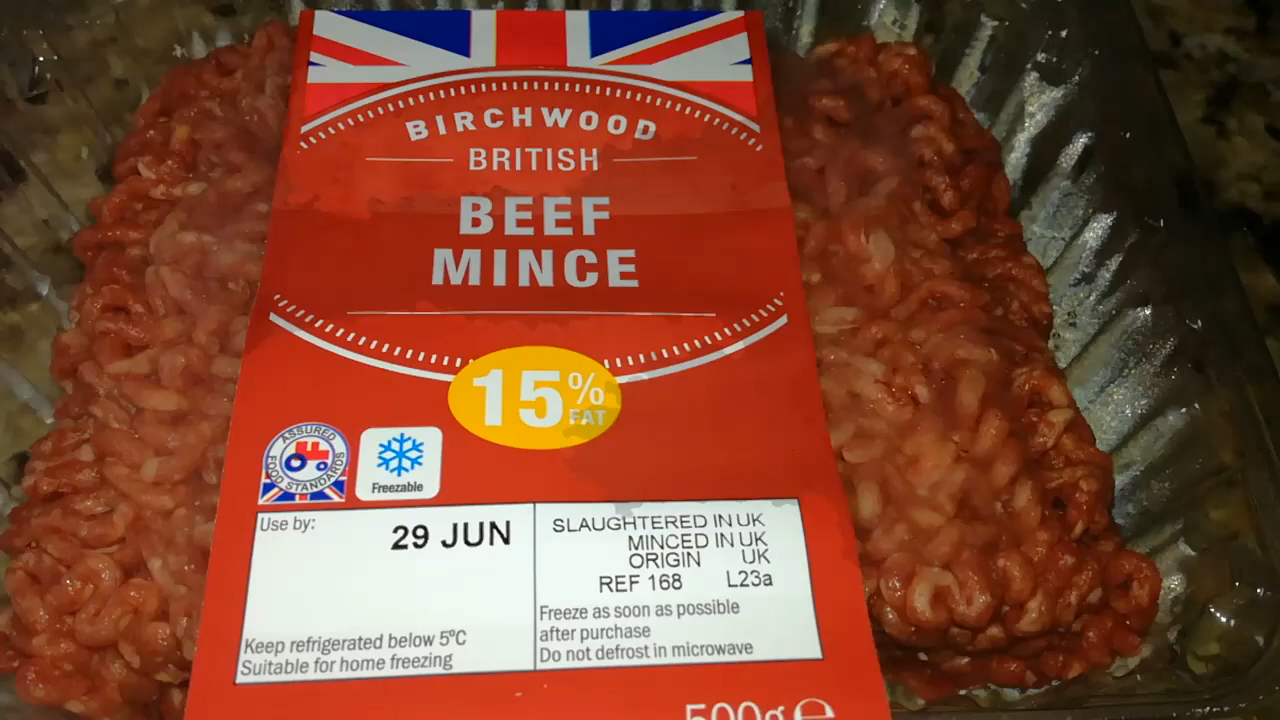 BIRCHWOOD
BRITISH
BEEF
MINCE
15%
FAT
ASSURED
FOOD STANDARDS
Freezable
Use by:
29 JUN
Keep refrigerated below 5ºC
Suitable for home freezing
SLAUGHTERED IN UK
MINCED IN UK
ORIGIN UK
REF 168 L23a
Freeze as soon as possible
after purchase
Do not defrost in microwave
500g e